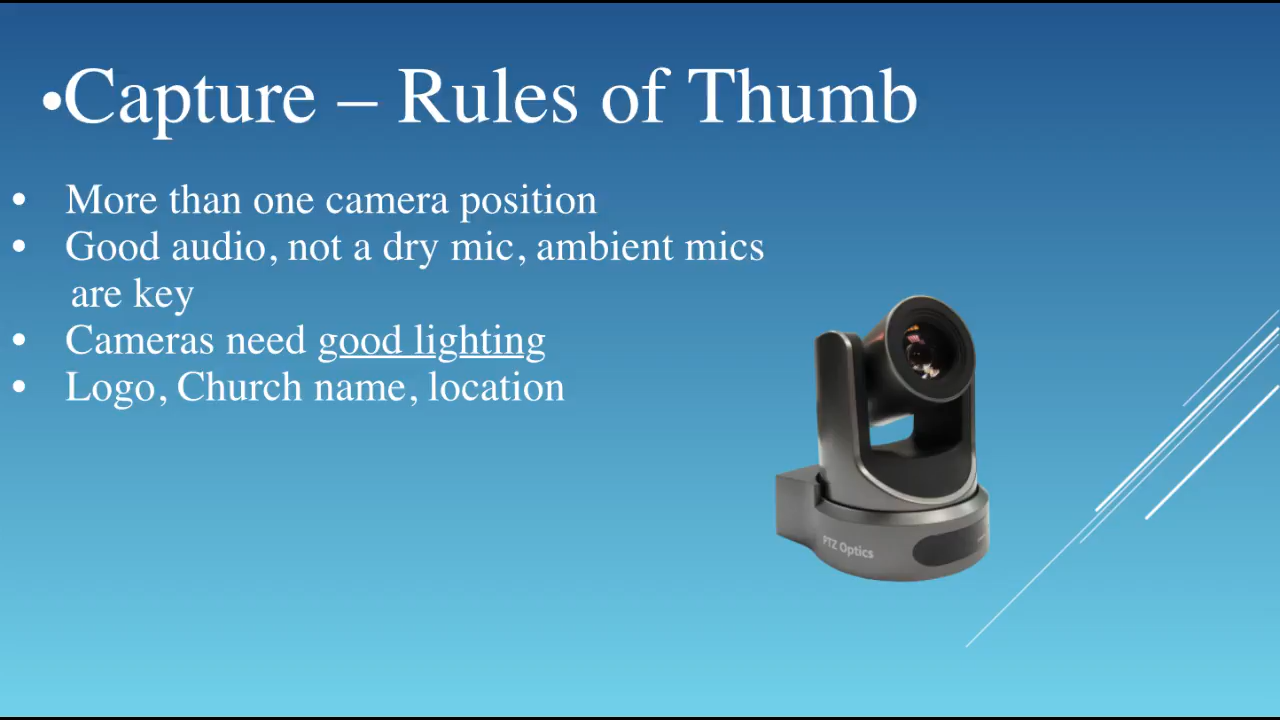 •Capture – Rules of Thumb
• More than one camera position
• Good audio, not a dry mic, ambient mics
are key
• Cameras need good lighting
• Logo, Church name, location
PTZ Optics